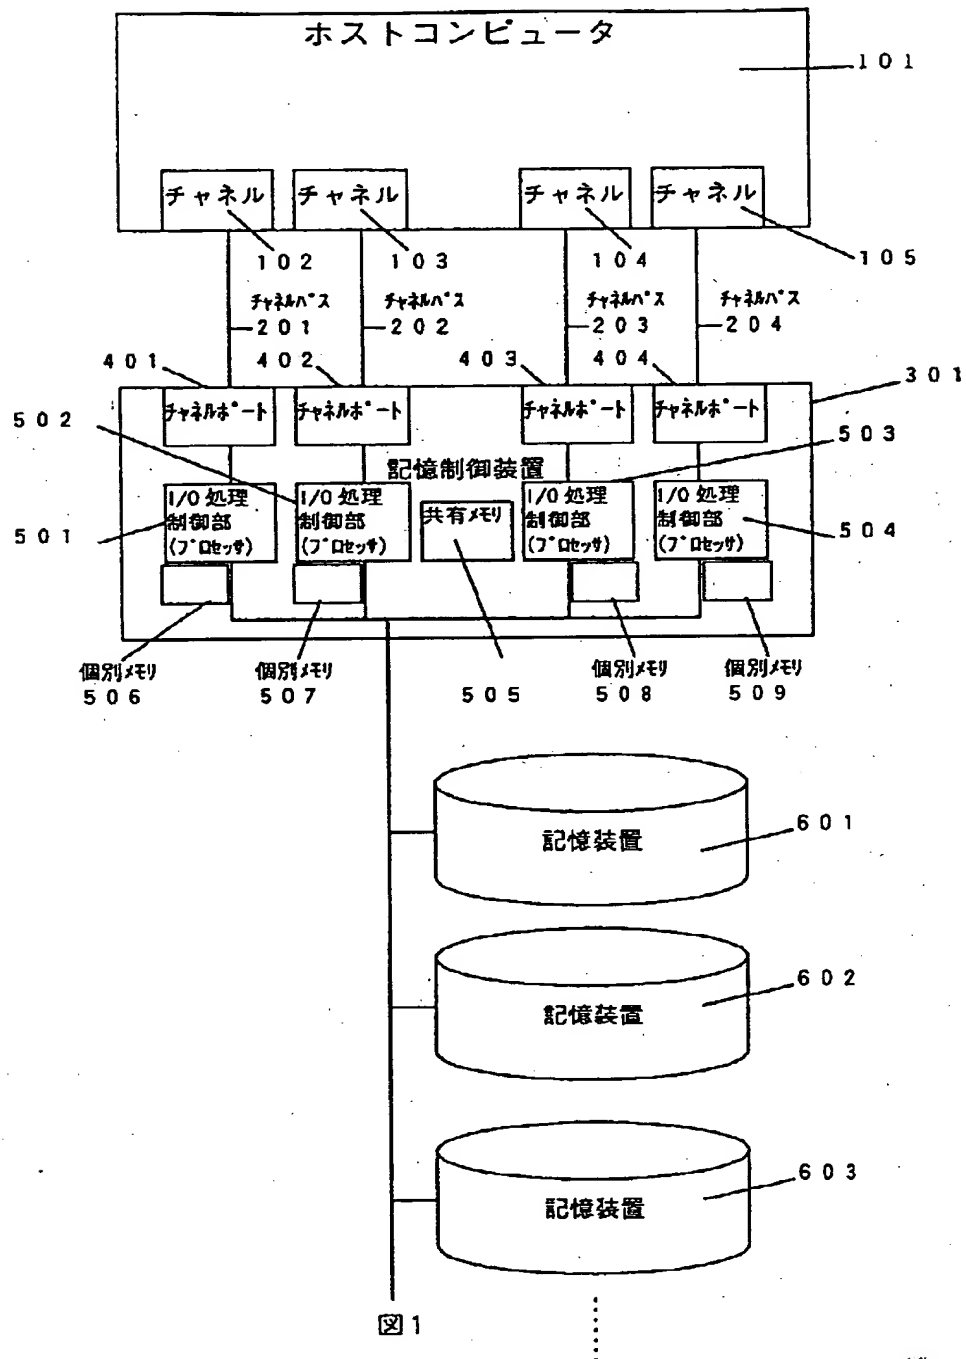 ホストコンピュータ
101
チャネル
チャネル
チャネル
チャネル
102
103
104
105
チャネルパス
チャネルパス
チャネルパス
チャネルパス
201
202
203
204
401
402
403
404
301
チャネルポート
チャネルポート
チャネルポート
チャネルポート
502
503
記憶制御装置
I/O 処理
制御部
(プロセッサ)
I/O 処理
制御部
(プロセッサ)
共有メモリ
I/O 処理
制御部
(プロセッサ)
I/O 処理
制御部
(プロセッサ)
501
504
個別メモリ
506
個別メモリ
507
505
個別メモリ
508
個別メモリ
509
記憶装置
601
記憶装置
602
記憶装置
603
図1